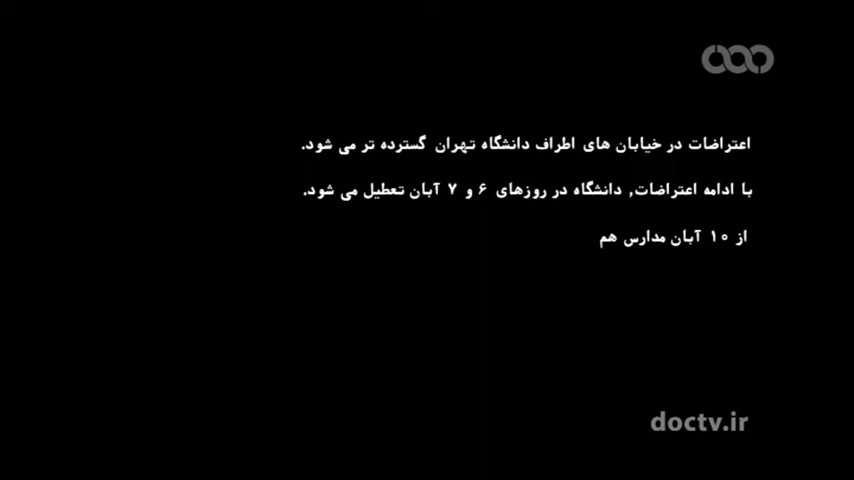 اعتراضات در خیابان های اطراف دانشگاه تهران گسترده تر می شود.
با ادامه اعتراضات, دانشگاه در روزهای ۶ و ۷ آبان تعطیل می شود.
از ۱۰ آبان مدارس هم
doctv.ir